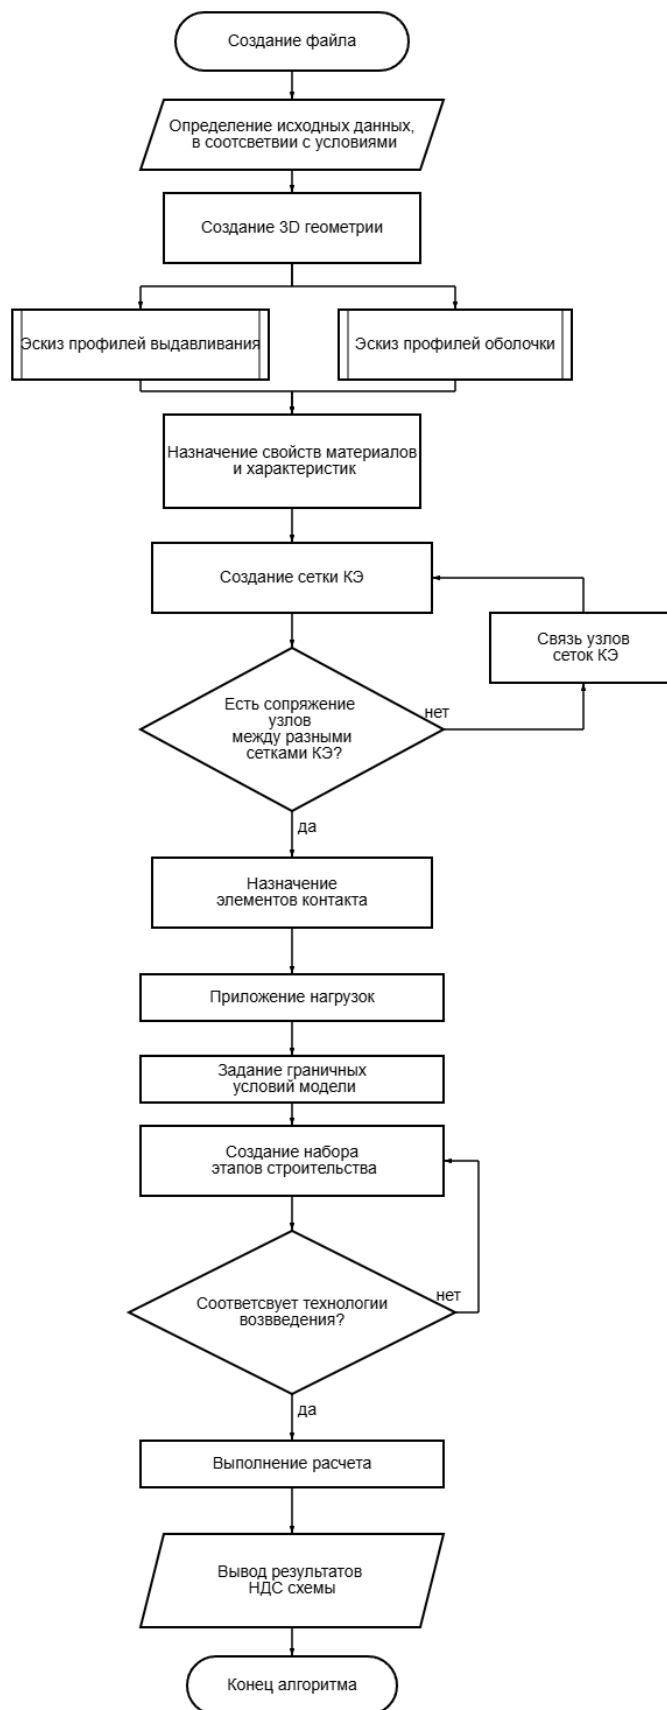 Создание файла
Определение исходных данных,
в соотсветвии с условиями
Создание 3D геометрии
Эскиз профилей выдавливания
Эскиз профилей оболочки
Назначение свойств материалов
и характеристик
Создание сетки КЭ
Связь узлов
сеток КЭ
Есть сопряжение
узлов
между разными
сетками КЭ?
нет
да
Назначение
элементов контакта
Приложение нагрузок
Задание граничных
условий модели
Создание набора
этапов строительства
Соответсвует технологии
возвведения?
нет
да
Выполнение расчета
Вывод результатов
НДС схемы
Конец алгоритма